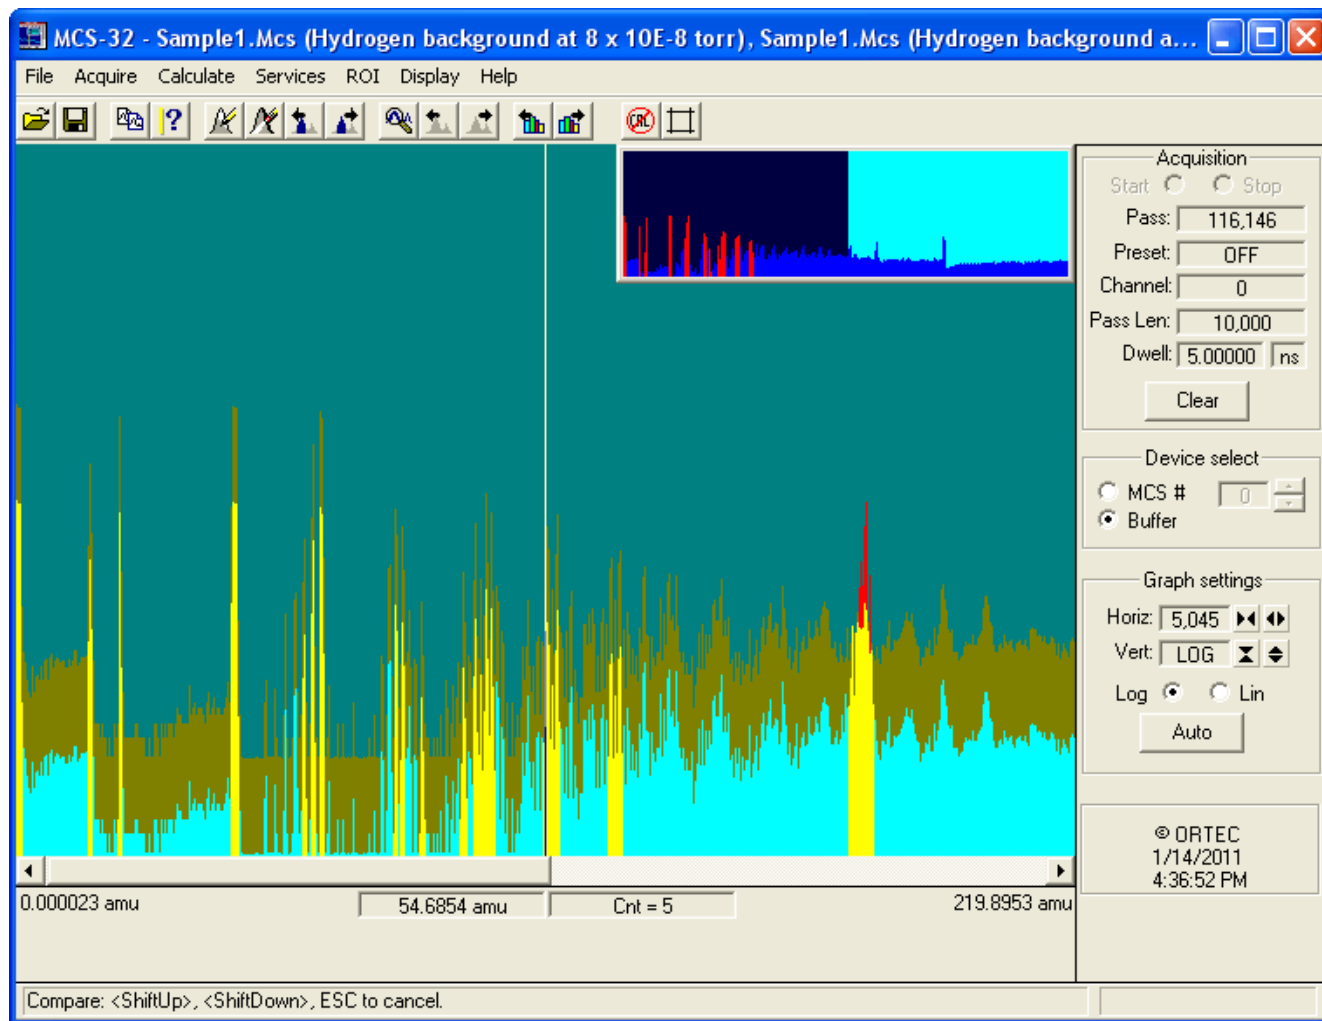 MCS-32 - Sample1.Mcs (Hydrogen background at 8 x 10E-8 torr), Sample1.Mcs (Hydrogen background a...
File Acquire Calculate Services ROI Display Help
CRL
Acquisition
Start Stop
Pass: 116,146
Preset: OFF
Channel: 0
Pass Len: 10,000
Dwell: 5.00000 ns
Clear
Device select
MCS # 0
Buffer
Graph settings
Horiz: 5,045
Vert: LOG
Log Lin
Auto
© ORTEC
1/14/2011
4:36:52 PM
0.000023 amu 54.6854 amu Cnt = 5 219.8953 amu
Compare: <ShiftUp>, <ShiftDown>, ESC to cancel.